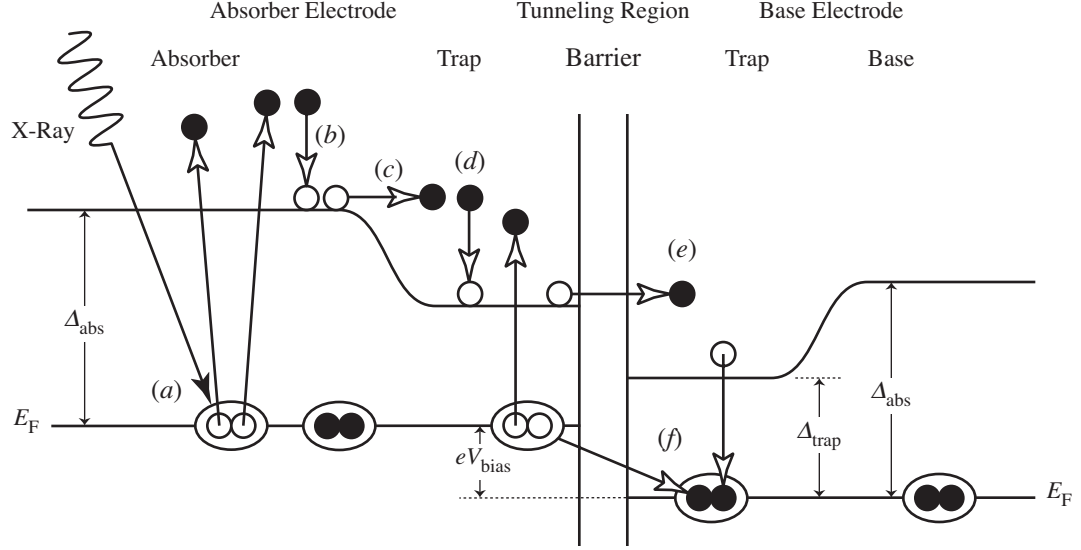 Absorber Electrode Tunneling Region Base Electrode
Absorber Trap Barrier Trap Base
X-Ray
(b)
(c) (d)
(e)
Δabs
(a)
Δabs
EF
(f)
Δtrap
eVbias
EF